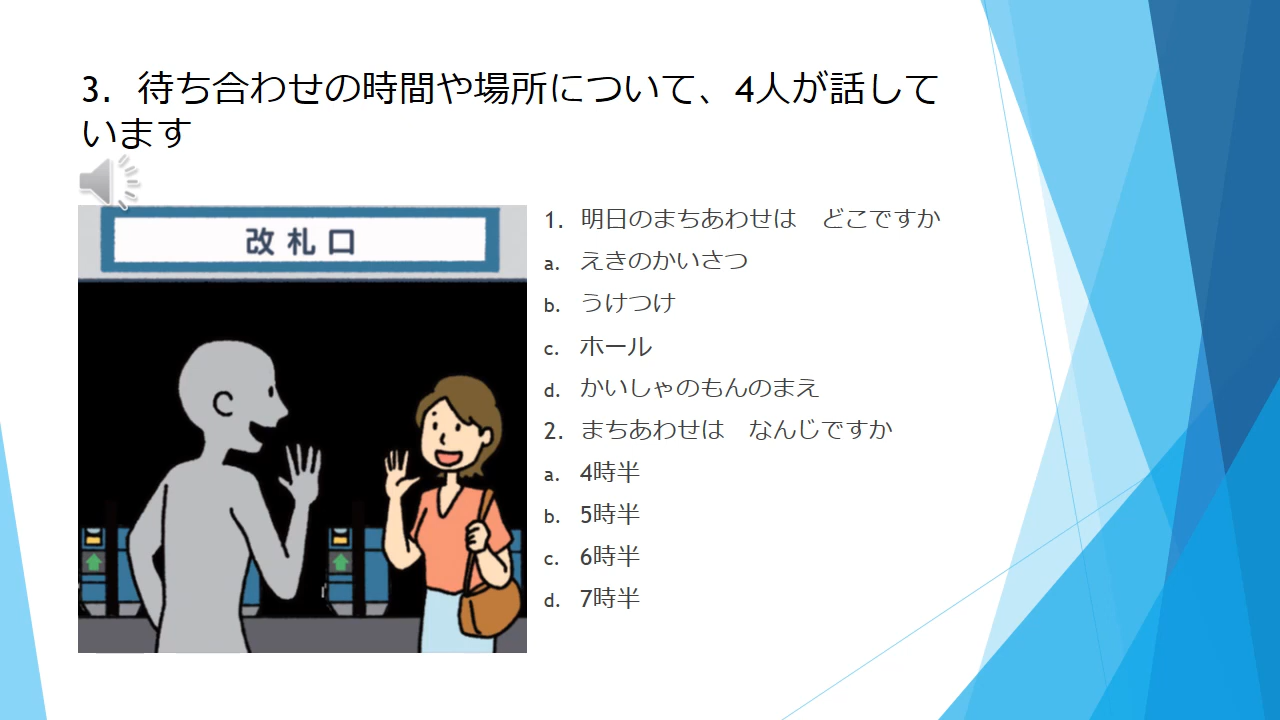 3．待ち合わせの時間や場所について、4人が話して
います
改札口
1. 明日のまちあわせは　どこですか
a. えきのかいさつ
b. うけつけ
c. ホール
d. かいしゃのもんのまえ
2. まちあわせは　なんじですか
a. 4時半
b. 5時半
c. 6時半
d. 7時半